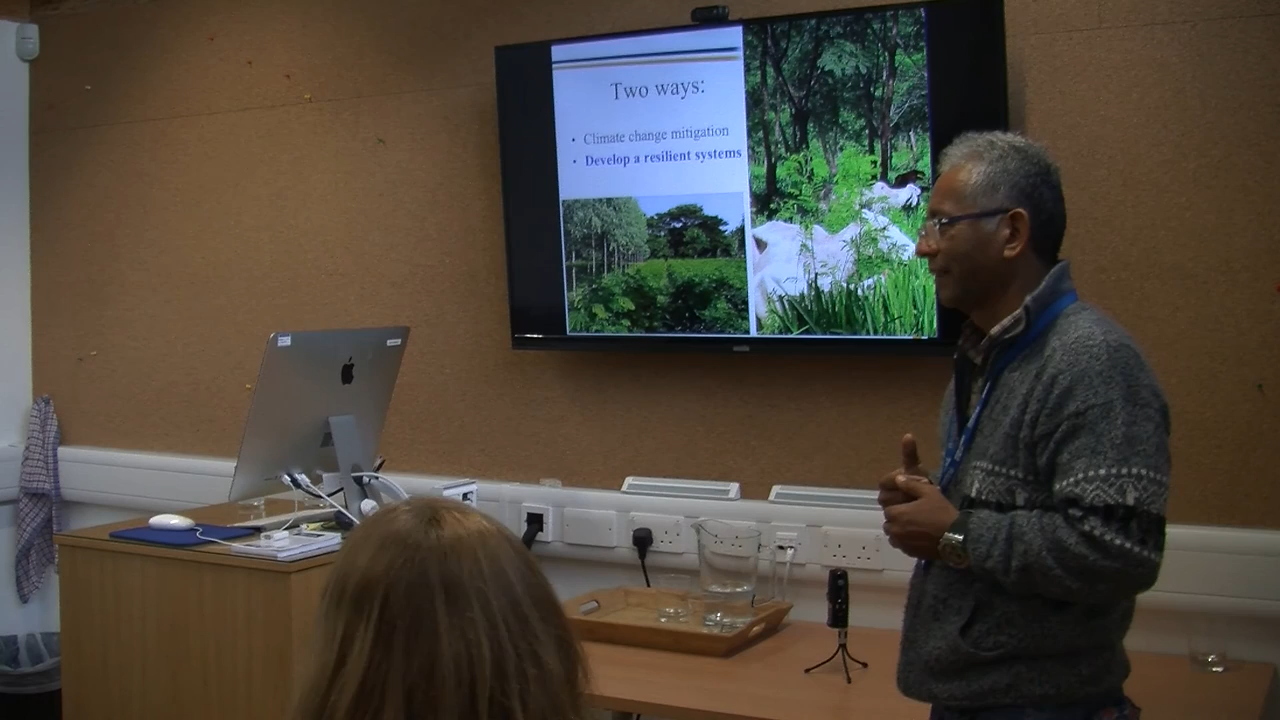 Two ways:
• Climate change mitigation
• Develop a resilient systems